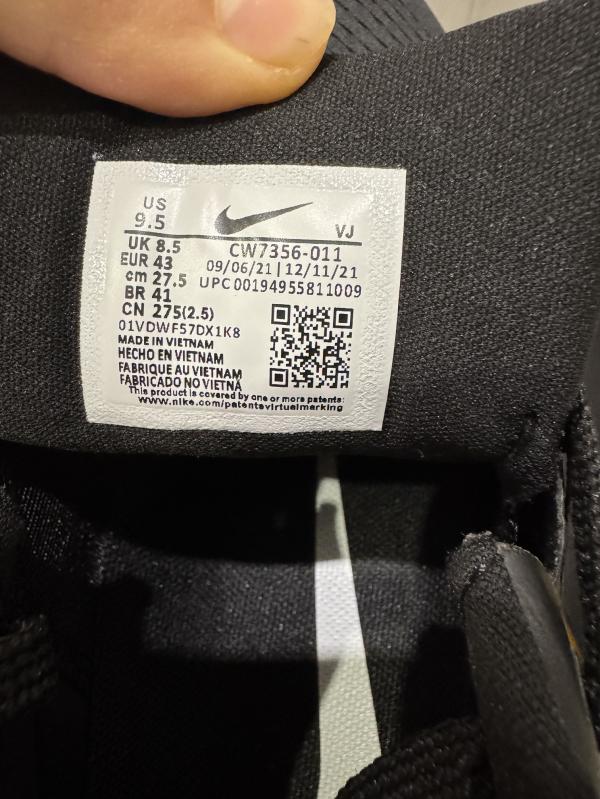 US
9.5
VJ
UK 8.5
CW7356-011
EUR 43
09/06/21 | 12/11/21
cm 27.5
UPC 00194955811009
BR 41
CN 275(2.5)
01VDWF57DX1K8
MADE IN VIETNAM
HECHO EN VIETNAM
FABRIQUE AU VIETNAM
FABRICADO NO VIETNÃ
This product is covered by one or more patents:
www.nike.com/patentsvirtualmarking